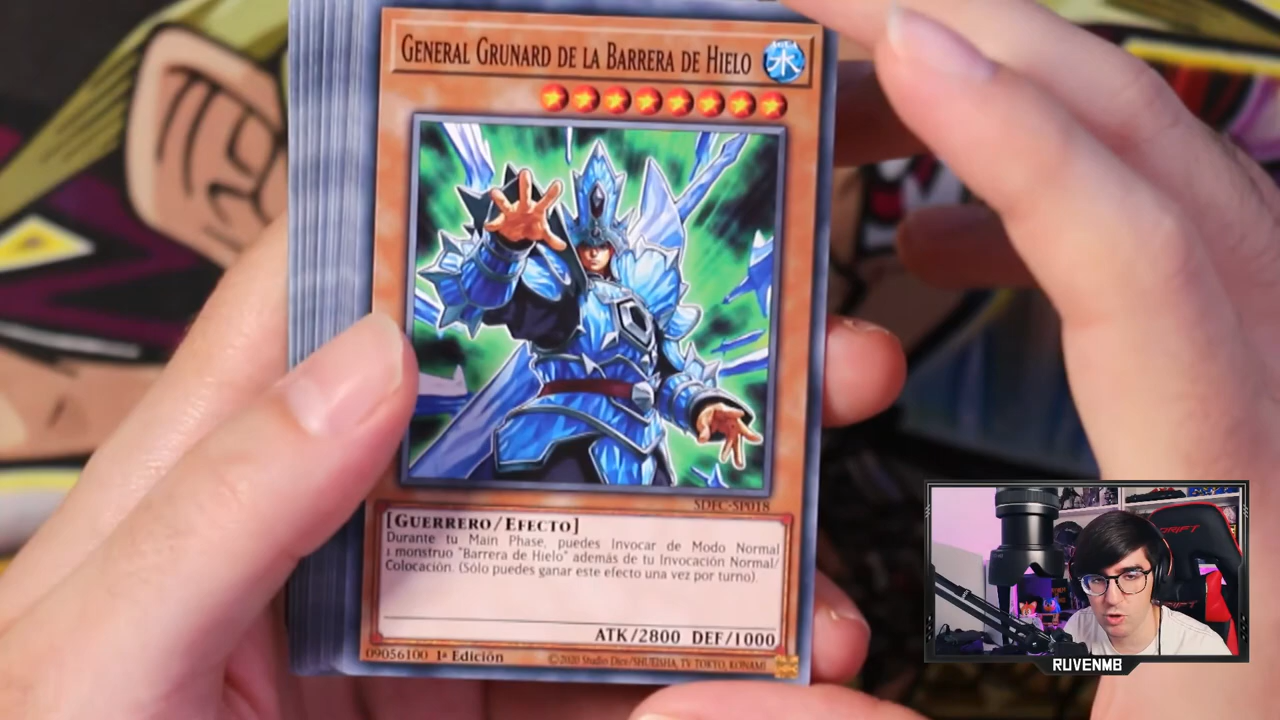 GENERAL GRUNARD DE LA BARRERA DE HIELO
水
SDFC-SP018
[GUERRERO/EFECTO]
Durante tu Main Phase, puedes Invocar de Modo Normal
1 monstruo "Barrera de Hielo" además de tu Invocación Normal/
Colocación. (Sólo puedes ganar este efecto una vez por turno).
ATK/2800 DEF/1000
09056100 1ª Edición
©2020 Studio Dice/SHUEISHA, TV TOKYO, KONAMI
DRIFT
RUVENMB